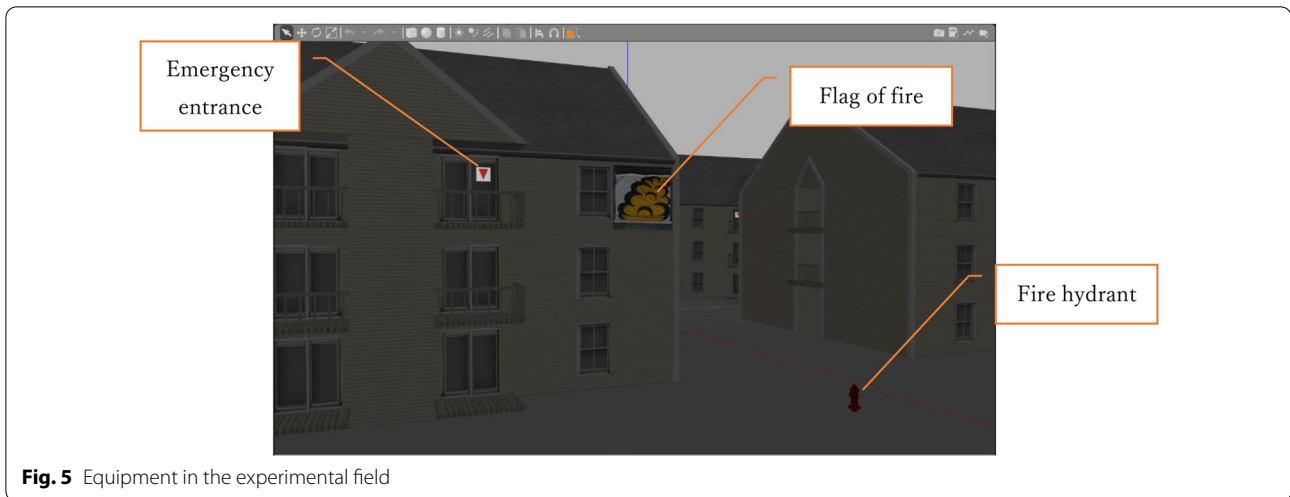 Emergency
entrance
Flag of fire
Fire hydrant
Fig. 5 Equipment in the experimental field